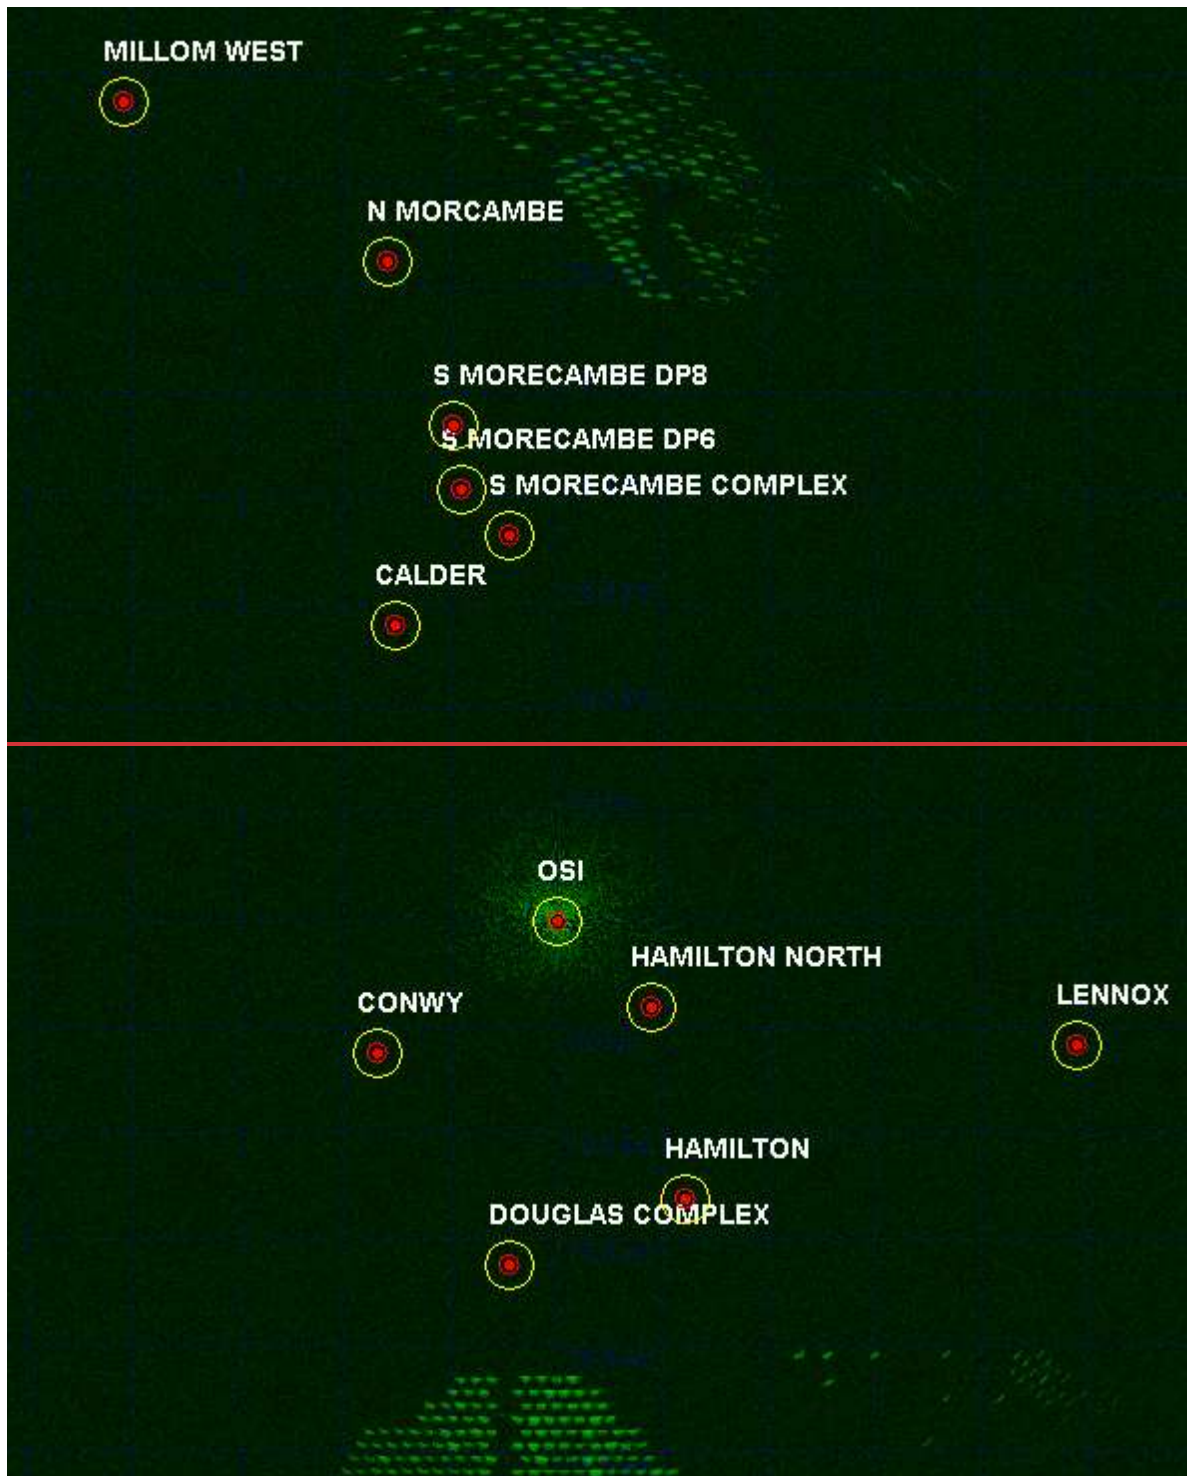 MILLOM WEST
N MORCAMBE
S MORECAMBE DP8
S MORECAMBE DP6
S MORECAMBE COMPLEX
CALDER
OSI
HAMILTON NORTH
LENNOX
CONWY
HAMILTON
DOUGLAS COMPLEX